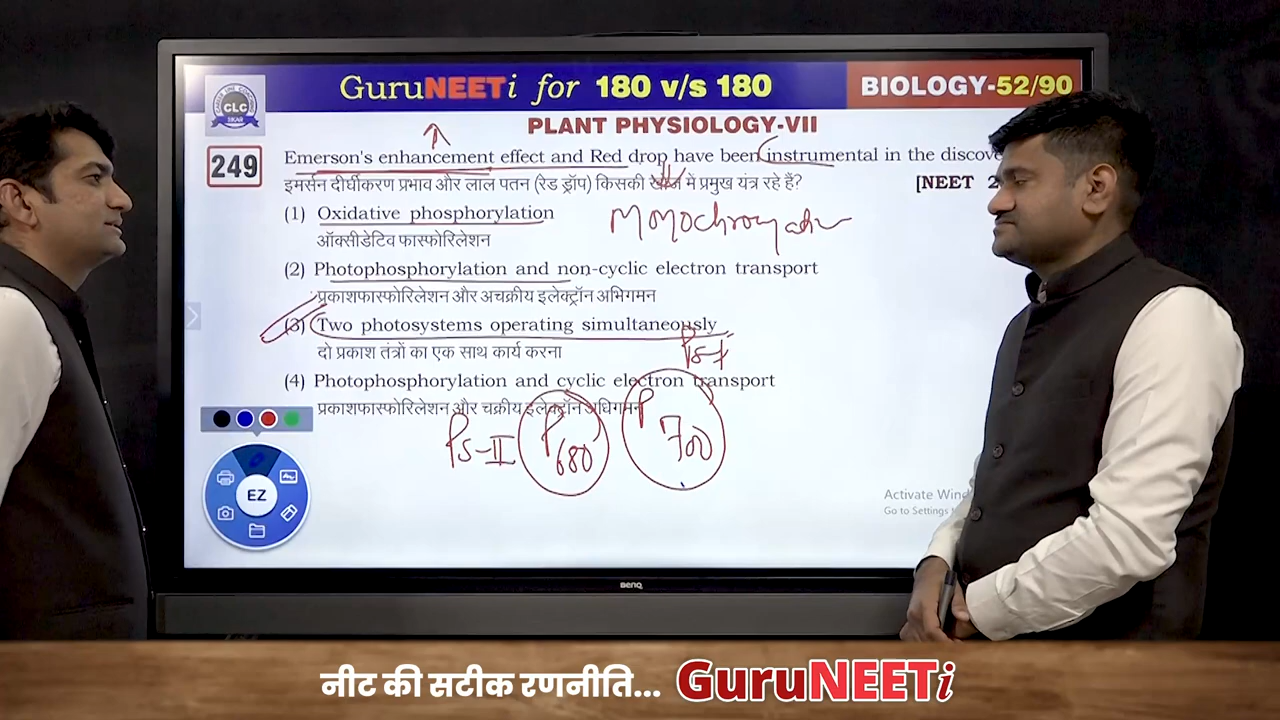 GuruNEETi for 180 v/s 180
BIOLOGY-52/90
CLC
SIKAR
PLANT PHYSIOLOGY-VII
249
Emerson's enhancement effect and Red drop have been instrumental in the discove
इमर्सन दीर्घीकरण प्रभाव और लाल पतन (रेड ड्रॉप) किसकी खोज में प्रमुख यंत्र रहे हैं?
[NEET 2
(1) Oxidative phosphorylation
Monochromatic
ऑक्सीडेटिव फास्फोरिलेशन
(2) Photophosphorylation and non-cyclic electron transport
प्रकाशफास्फोरिलेशन और अचक्रीय इलेक्ट्रॉन अभिगमन
(3) Two photosystems operating simultaneously
PS-I
दो प्रकाश तंत्रों का एक साथ कार्य करना
(4) Photophosphorylation and cyclic electron transport
प्रकाशफास्फोरिलेशन और चक्रीय इलेक्ट्रॉन अधिगमन
PS-II P680 P700
EZ
Activate Wind
Go to Settings
BenQ
नीट की सटीक रणनीति... GuruNEETi